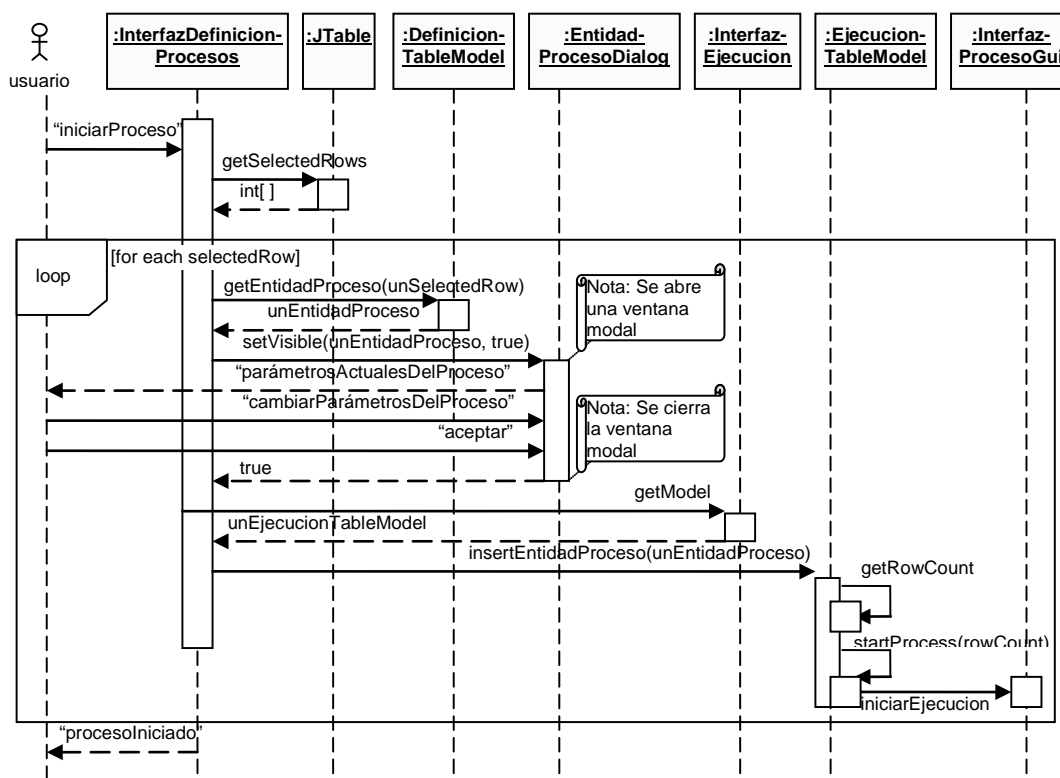 :InterfazDefinicion-
Procesos
:JTable
:Definicion-
TableModel
:Entidad-
ProcesoDialog
:Interfaz-
Ejecucion
:Ejecucion-
TableModel
:Interfaz-
ProcesoGui
usuario
“iniciarProceso”
getSelectedRows
int[ ]
loop
[for each selectedRow]
getEntidadProceso(unSelectedRow)
unEntidadProceso
Nota: Se abre
una ventana
modal
setVisible(unEntidadProceso, true)
“parámetrosActualesDelProceso”
“cambiarParámetrosDelProceso”
“aceptar”
Nota: Se cierra
la ventana
modal
true
getModel
unEjecucionTableModel
insertEntidadProceso(unEntidadProceso)
getRowCount
startProcess(rowCount)
iniciarEjecucion
“procesoIniciado”